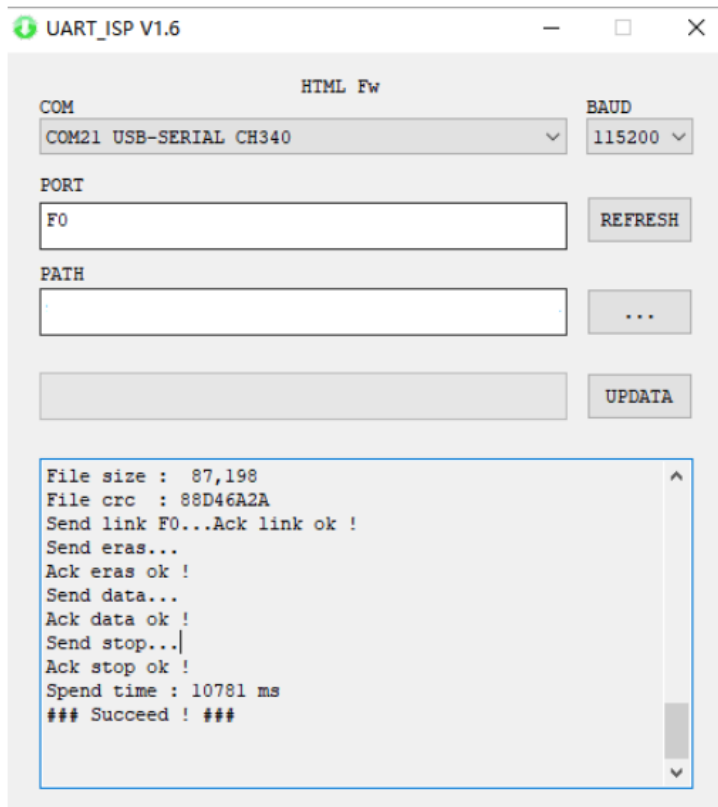 UART_ISP V1.6
HTML Fw
COM
BAUD
COM21 USB-SERIAL CH340
115200
PORT
F0
REFRESH
PATH
...
UPDATA
File size :  87,198
File crc  : 88D46A2A
Send link F0...Ack link ok !
Send eras...
Ack eras ok !
Send data...
Ack data ok !
Send stop...
Ack stop ok !
Spend time : 10781 ms
### Succeed ! ###